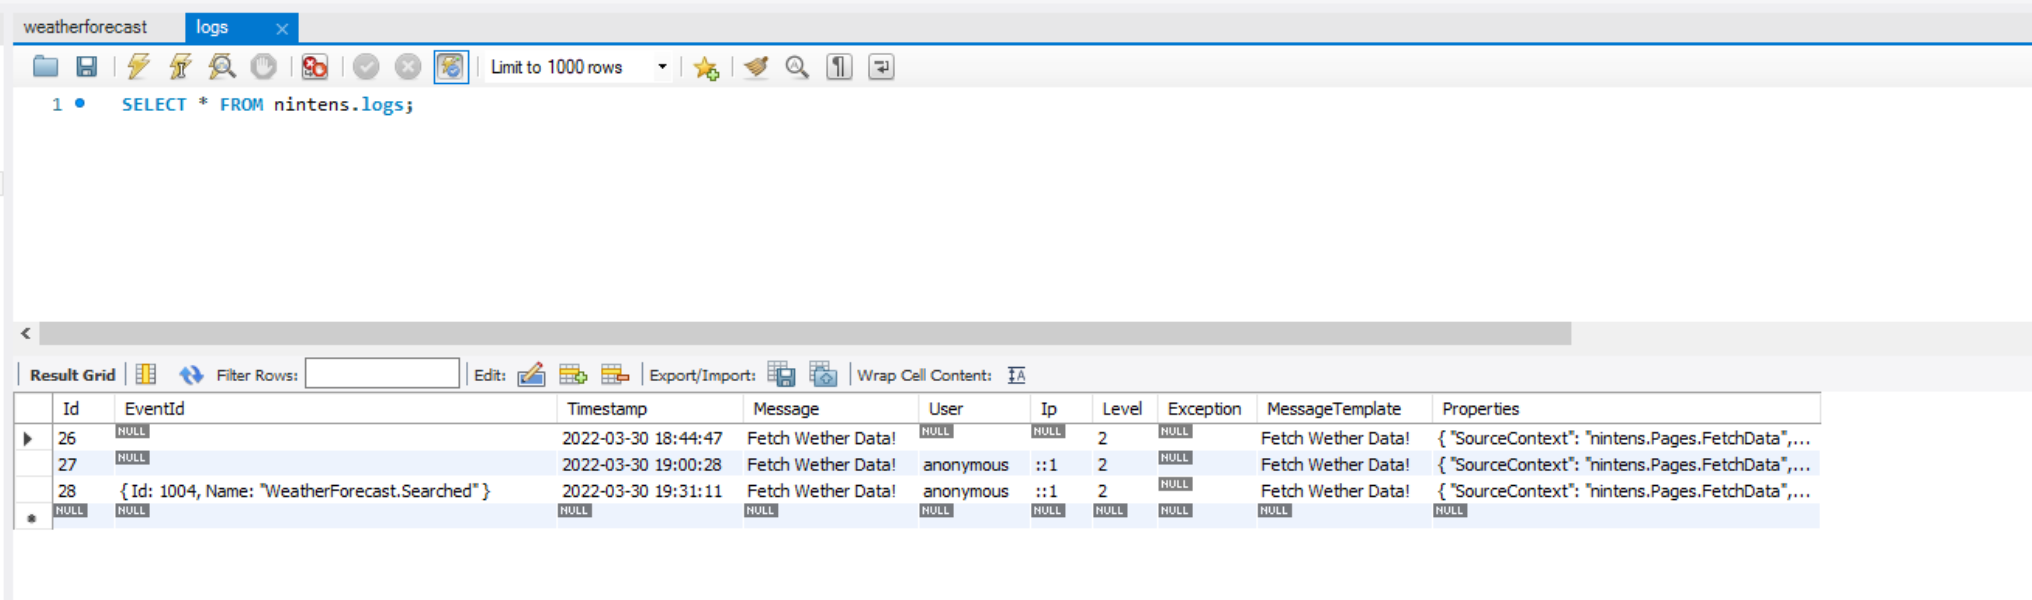 weatherforecast logs
Limit to 1000 rows
1 SELECT * FROM nintens.logs;
Result Grid Filter Rows: Edit: Export/Import: Wrap Cell Content:
Id EventId Timestamp Message User Ip Level Exception MessageTemplate Properties
26 NULL 2022-03-30 18:44:47 Fetch Wether Data! NULL NULL 2 NULL Fetch Wether Data! { "SourceContext": "nintens.Pages.FetchData",...
27 NULL 2022-03-30 19:00:28 Fetch Wether Data! anonymous ::1 2 NULL Fetch Wether Data! { "SourceContext": "nintens.Pages.FetchData",...
28 { Id: 1004, Name: "WeatherForecast.Searched" } 2022-03-30 19:31:11 Fetch Wether Data! anonymous ::1 2 NULL Fetch Wether Data! { "SourceContext": "nintens.Pages.FetchData",...
NULL NULL NULL NULL NULL NULL NULL NULL NULL NULL